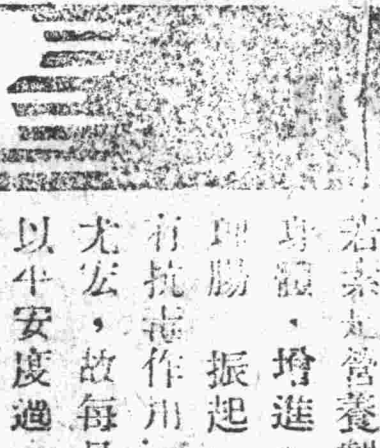 若素是營養
身體、增進
腸 振起
有抗毒作用
尤宏，故每
以平安度過